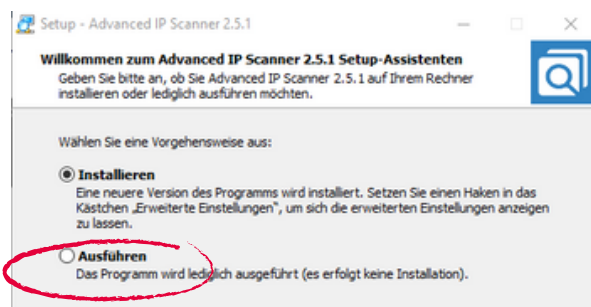 Setup - Advanced IP Scanner 2.5.1
Willkommen zum Advanced IP Scanner 2.5.1 Setup-Assistenten
Geben Sie bitte an, ob Sie Advanced IP Scanner 2.5.1 auf Ihrem Rechner
installieren oder lediglich ausführen möchten.
Wählen Sie eine Vorgehensweise aus:
Installieren
Eine neuere Version des Programms wird installiert. Setzen Sie einen Haken in das
Kästchen „Erweiterte Einstellungen“, um sich die erweiterten Einstellungen anzeigen
zu lassen.
Ausführen
Das Programm wird lediglich ausgeführt (es erfolgt keine Installation).